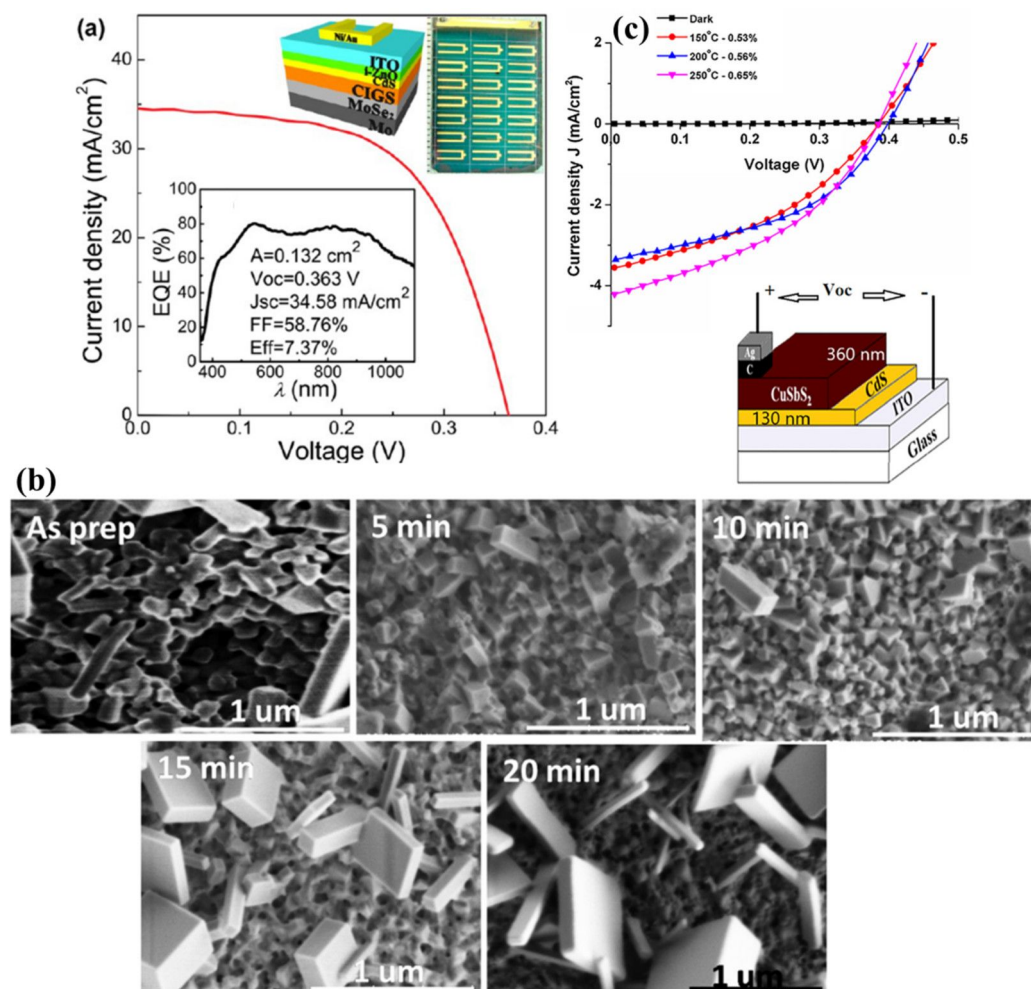 (a)
Ni/Au
ITO
i-ZnO
CdS
CIGS
MoSe₂
Mo
Current density (mA/cm²)
45
36
27
18
9
0
0.0 0.1 0.2 0.3 0.4
Voltage (V)
EQE (%)
100
80
60
40
20
0
400 600 800 1000
λ (nm)
A=0.132 cm²
Voc=0.363 V
Jsc=34.58 mA/cm²
FF=58.76%
Eff=7.37%
(c)
Dark
150°C - 0.53%
200°C - 0.56%
250°C - 0.65%
Current density J (mA/cm²)
2
0
-2
-4
0.0 0.1 0.2 0.3 0.4 0.5
Voltage (V)
+ Voc -
Ag
C
360 nm
CuSbS₂
CdS
130 nm
ITO
Glass
(b)
As prep
1 um
5 min
1 um
10 min
1 um
15 min
1 um
20 min
1 um